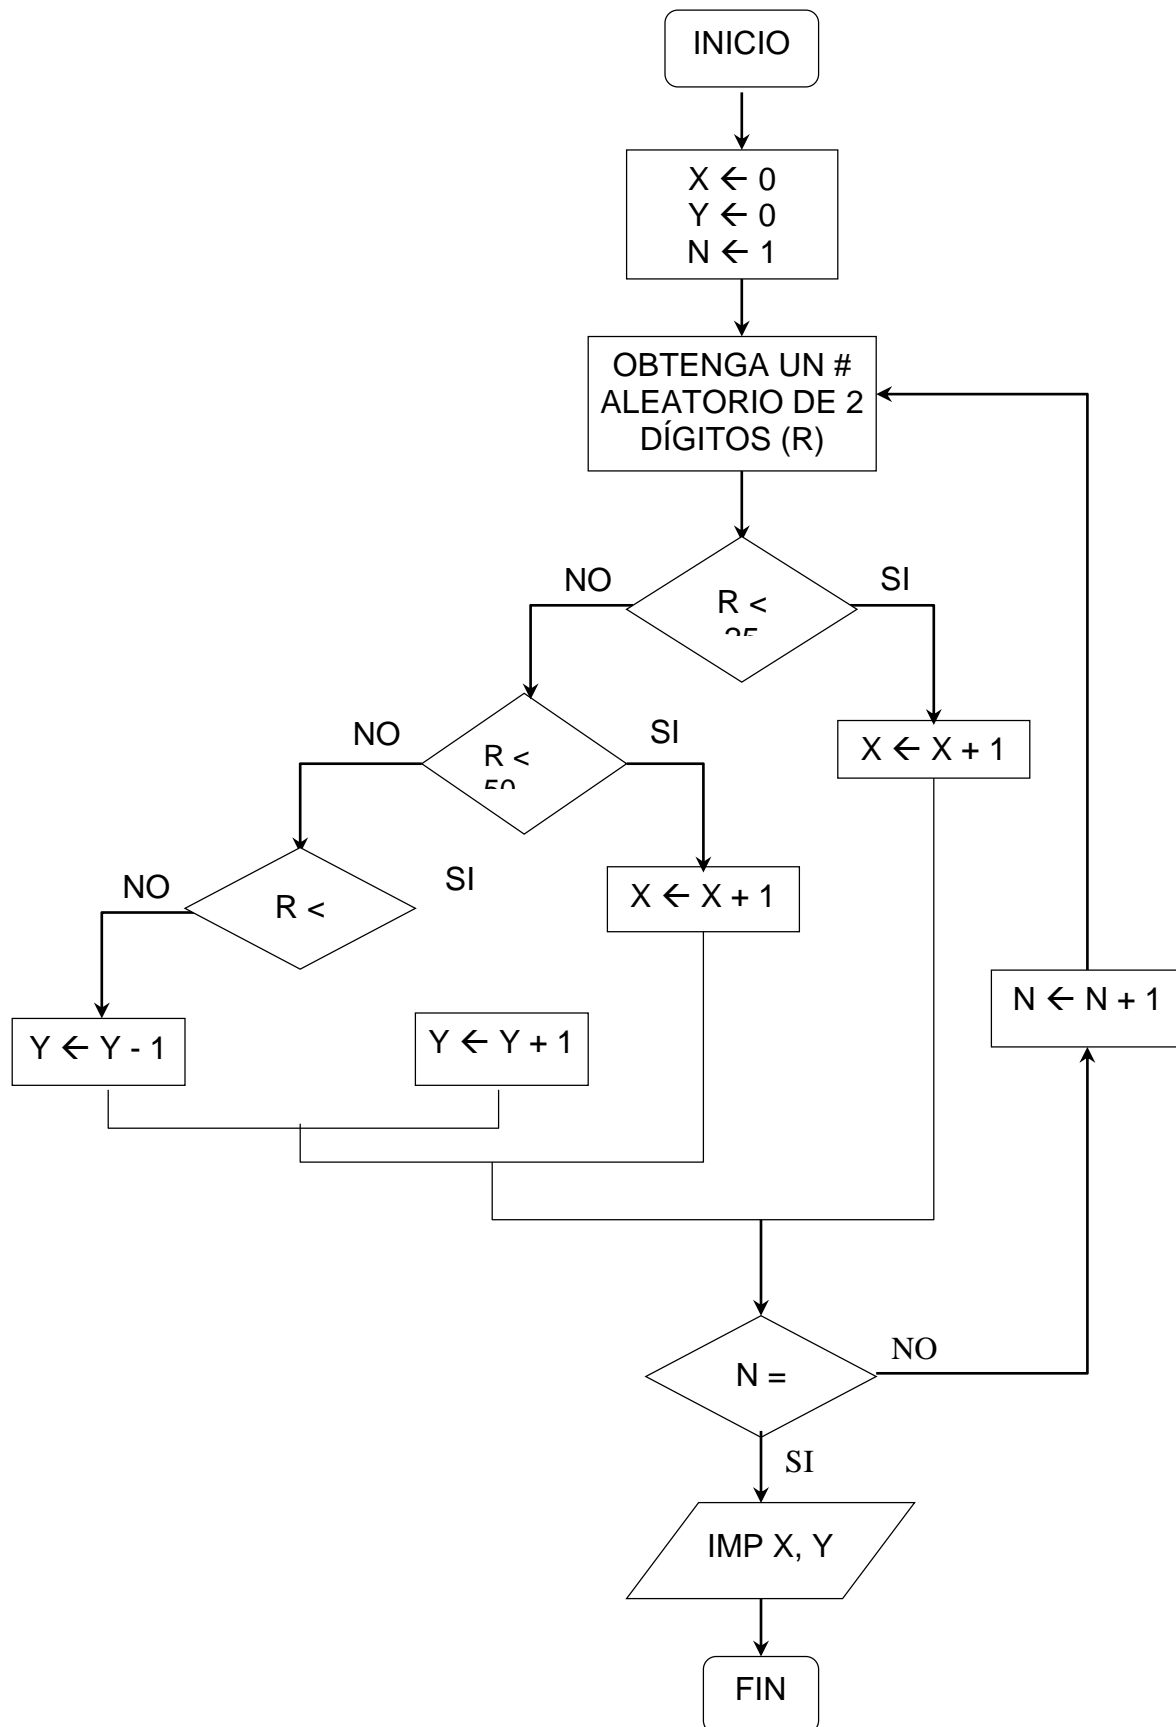 INICIO
X ← 0
Y ← 0
N ← 1
OBTENGA UN #
ALEATORIO DE 2
DÍGITOS (R)
NO
SI
R <
NO
SI
R <
X ← X + 1
NO
SI
R <
X ← X + 1
Y ← Y - 1
Y ← Y + 1
N ← N + 1
N =
NO
SI
IMP X, Y
FIN